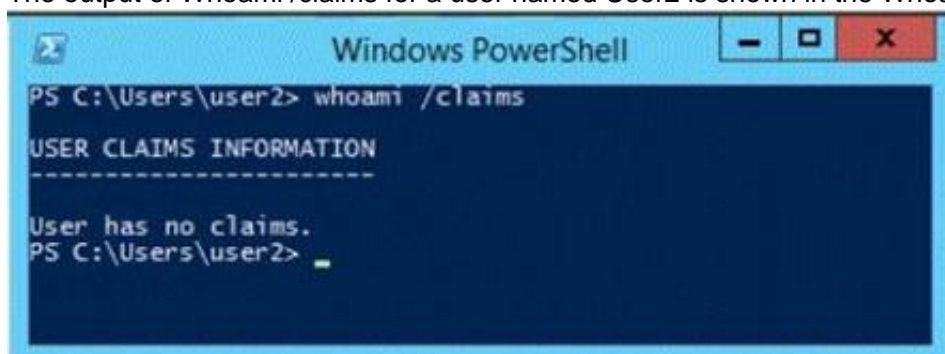 The output of Whoami /claims for a user named User2 is shown in the Whoa
Windows PowerShell
PS C:\Users\user2> whoami /claims
USER CLAIMS INFORMATION
-----------------------
User has no claims.
PS C:\Users\user2> _